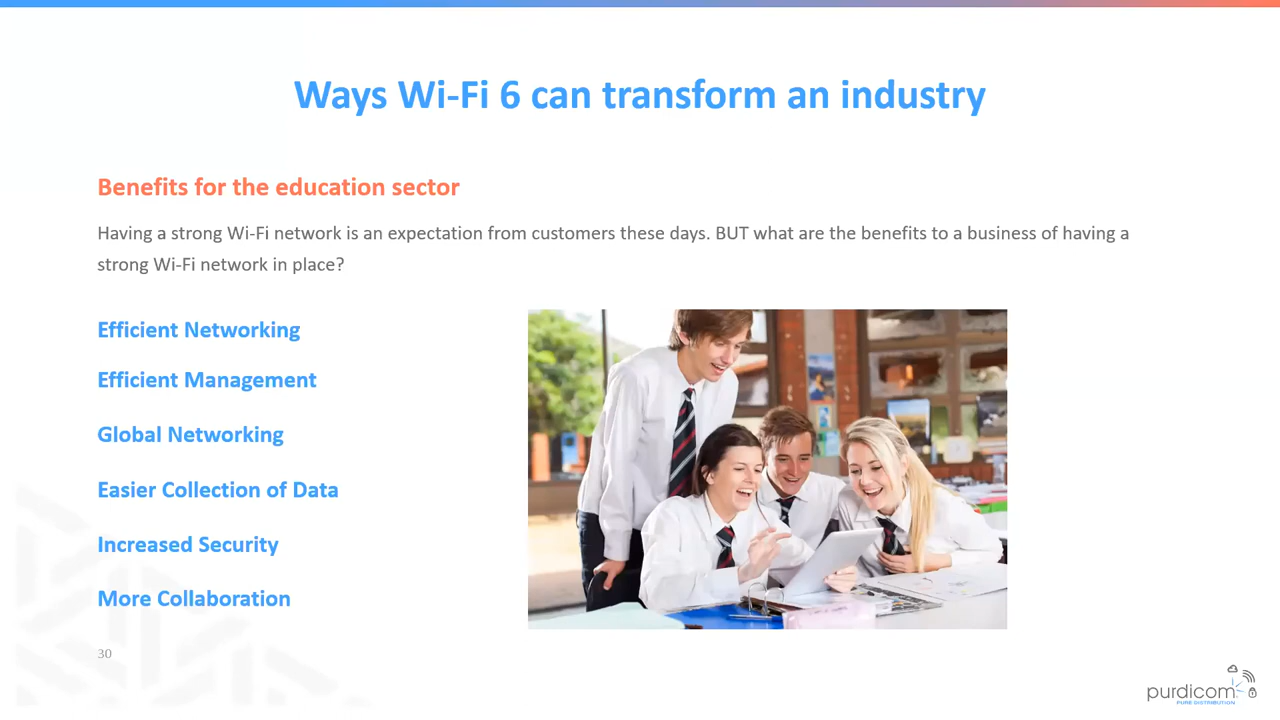 Ways Wi-Fi 6 can transform an industry
Benefits for the education sector
Having a strong Wi-Fi network is an expectation from customers these days. BUT what are the benefits to a business of having a
strong Wi-Fi network in place?
Efficient Networking
Efficient Management
Global Networking
Easier Collection of Data
Increased Security
More Collaboration
30
purdicom
PURE DISTRIBUTION